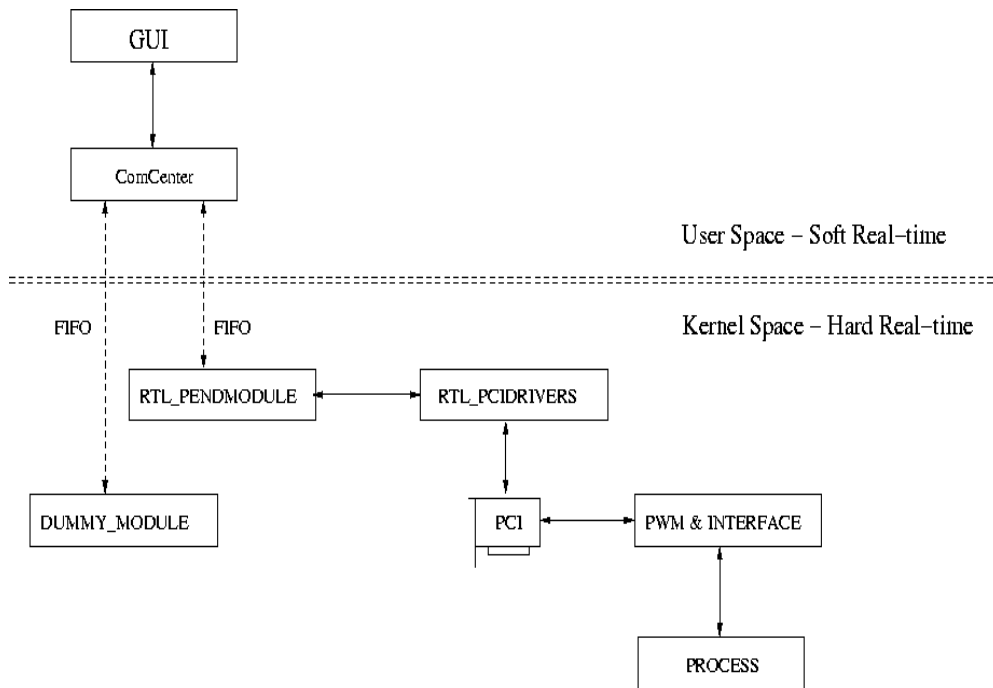 GUI
ComCenter
User Space – Soft Real–time
FIFO
FIFO
Kernel Space – Hard Real–time
RTL_PENDMODULE
RTL_PCIDRIVERS
DUMMY_MODULE
PCI
PWM & INTERFACE
PROCESS